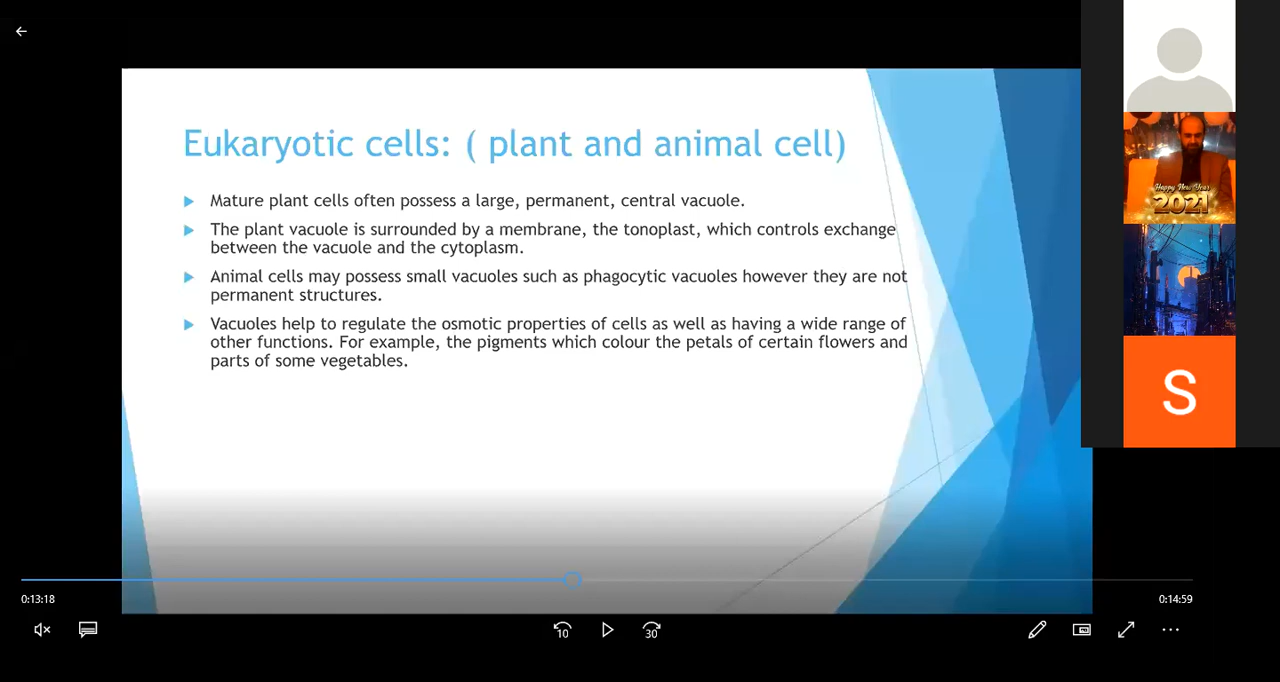 Eukaryotic cells: ( plant and animal cell)
Mature plant cells often possess a large, permanent, central vacuole.
The plant vacuole is surrounded by a membrane, the tonoplast, which controls exchange
between the vacuole and the cytoplasm.
Animal cells may possess small vacuoles such as phagocytic vacuoles however they are not
permanent structures.
Vacuoles help to regulate the osmotic properties of cells as well as having a wide range of
other functions. For example, the pigments which colour the petals of certain flowers and
parts of some vegetables.
Happy New Year
2021
S
0:13:18
0:14:59
10
30